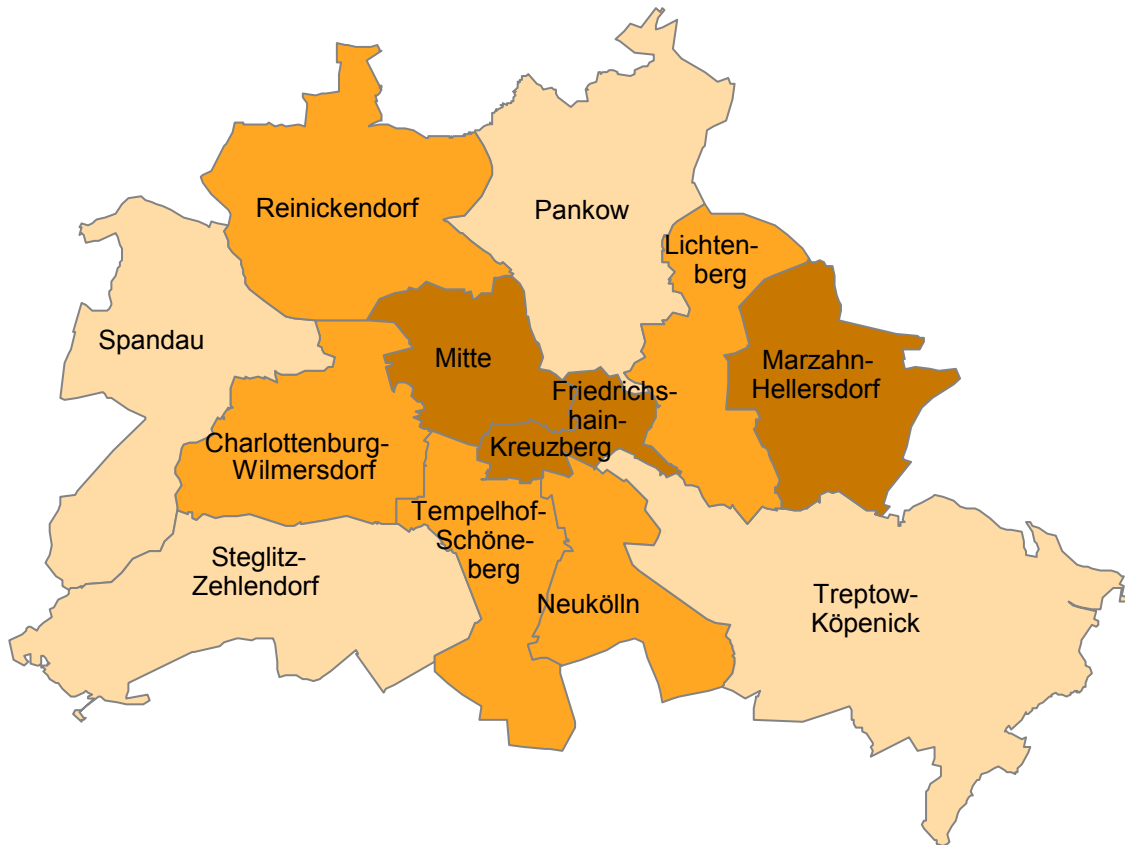 Reinickendorf
Pankow
Lichten-
berg
Spandau
Mitte
Marzahn-
Hellersdorf
Friedrichs-
hain-
Kreuzberg
Charlottenburg-
Wilmersdorf
Tempelhof-
Schöne-
berg
Steglitz-
Zehlendorf
Neukölln
Treptow-
Köpenick